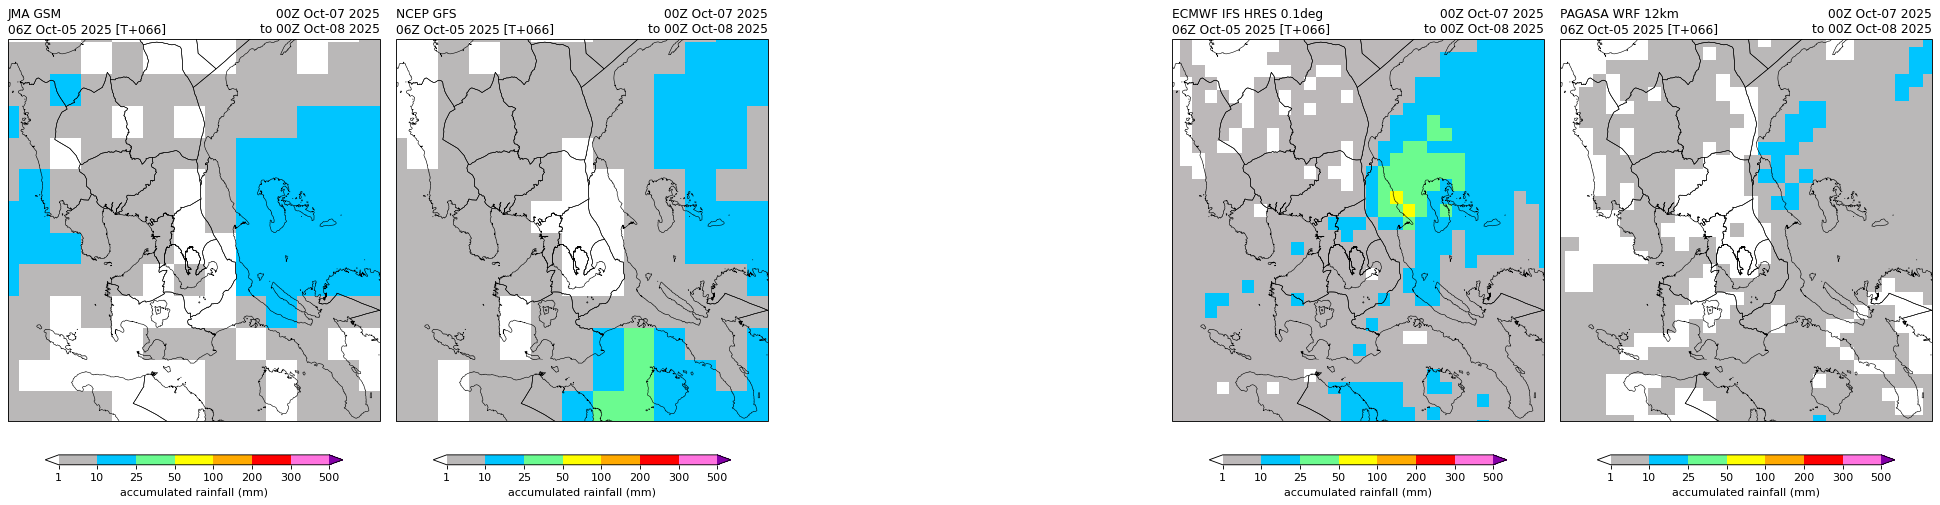 JMA GSM 00Z Oct-07 2025
06Z Oct-05 2025 [T+066] to 00Z Oct-08 2025
1 10 25 50 100 200 300 500
accumulated rainfall (mm)
NCEP GFS 00Z Oct-07 2025
06Z Oct-05 2025 [T+066] to 00Z Oct-08 2025
1 10 25 50 100 200 300 500
accumulated rainfall (mm)
ECMWF IFS HRES 0.1deg 00Z Oct-07 2025
06Z Oct-05 2025 [T+066] to 00Z Oct-08 2025
1 10 25 50 100 200 300 500
accumulated rainfall (mm)
PAGASA WRF 12km 00Z Oct-07 2025
06Z Oct-05 2025 [T+066] to 00Z Oct-08 2025
1 10 25 50 100 200 300 500
accumulated rainfall (mm)